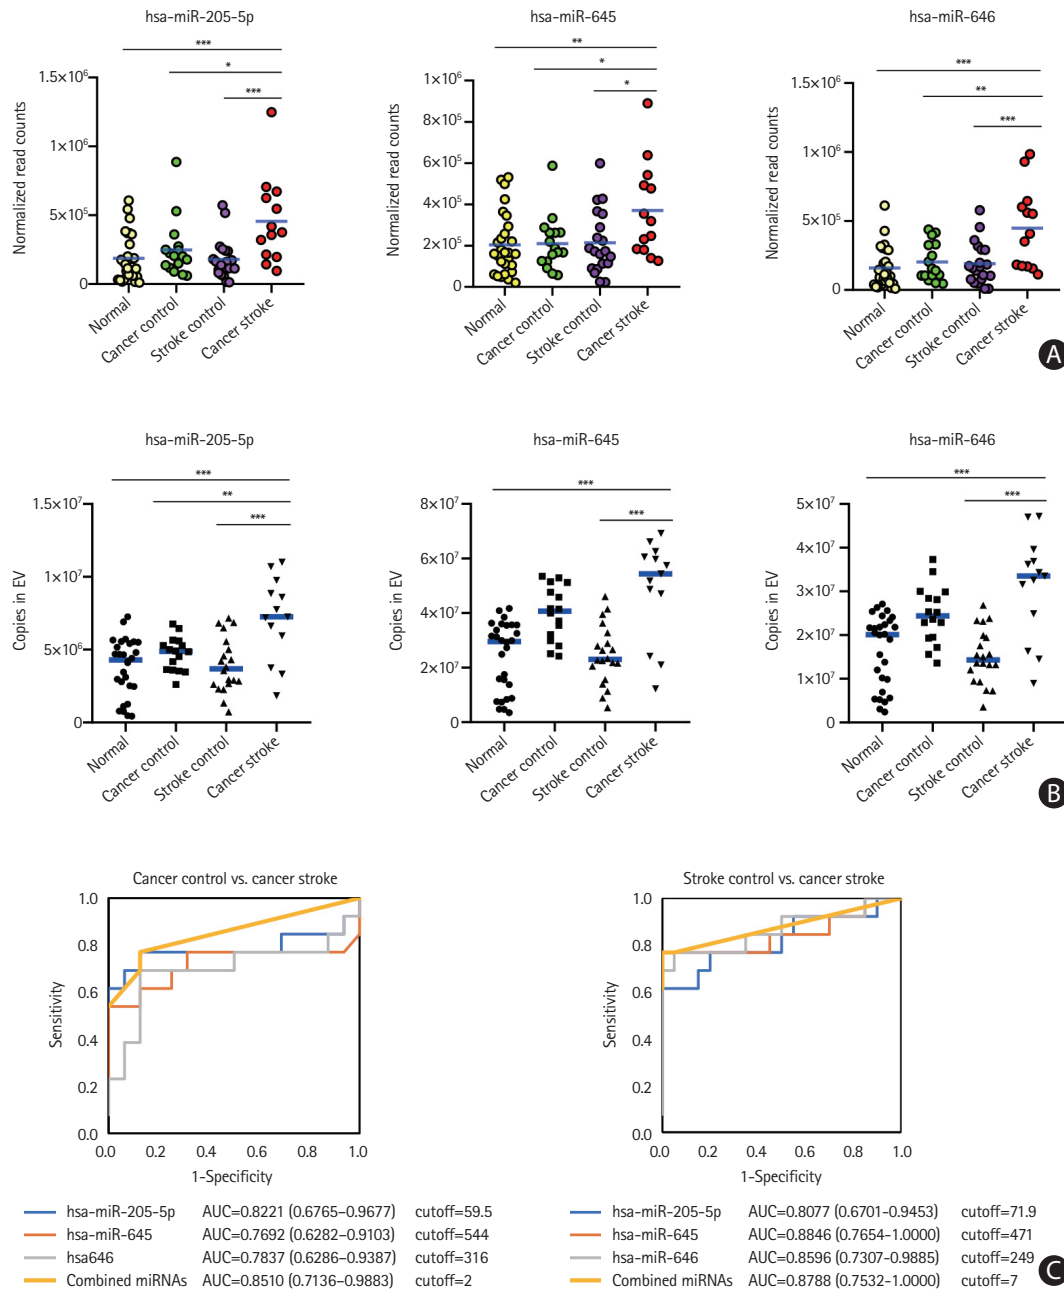 hsa-miR-205-5p
***
*
***
Normalized read counts
1.5×10⁶
1×10⁶
5×10⁵
0
Normal
Cancer control
Stroke control
Cancer stroke
hsa-miR-645
**
*
*
Normalized read counts
1×10⁶
8×10⁵
6×10⁵
4×10⁵
2×10⁵
0
Normal
Cancer control
Stroke control
Cancer stroke
hsa-miR-646
***
**
***
Normalized read counts
1.5×10⁶
1×10⁶
5×10⁵
0
Normal
Cancer control
Stroke control
Cancer stroke
A
hsa-miR-205-5p
***
**
***
Copies in EV
1.5×10⁷
1×10⁷
5×10⁶
0
Normal
Cancer control
Stroke control
Cancer stroke
hsa-miR-645
***
***
Copies in EV
8×10⁷
6×10⁷
4×10⁷
2×10⁷
0
Normal
Cancer control
Stroke control
Cancer stroke
hsa-miR-646
***
***
Copies in EV
5×10⁷
4×10⁷
3×10⁷
2×10⁷
1×10⁷
0
Normal
Cancer control
Stroke control
Cancer stroke
B
Cancer control vs. cancer stroke
Sensitivity
1.0
0.8
0.6
0.4
0.2
0.0
0.0 0.2 0.4 0.6 0.8 1.0
1-Specificity
hsa-miR-205-5p AUC=0.8221 (0.6765–0.9677) cutoff=59.5
hsa-miR-645 AUC=0.7692 (0.6282–0.9103) cutoff=544
hsa646 AUC=0.7837 (0.6286–0.9387) cutoff=316
Combined miRNAs AUC=0.8510 (0.7136–0.9883) cutoff=2
Stroke control vs. cancer stroke
Sensitivity
1.0
0.8
0.6
0.4
0.2
0.0
0.0 0.2 0.4 0.6 0.8 1.0
1-Specificity
hsa-miR-205-5p AUC=0.8077 (0.6701–0.9453) cutoff=71.9
hsa-miR-645 AUC=0.8846 (0.7654–1.0000) cutoff=471
hsa-miR-646 AUC=0.8596 (0.7307–0.9885) cutoff=249
Combined miRNAs AUC=0.8788 (0.7532–1.0000) cutoff=7
C